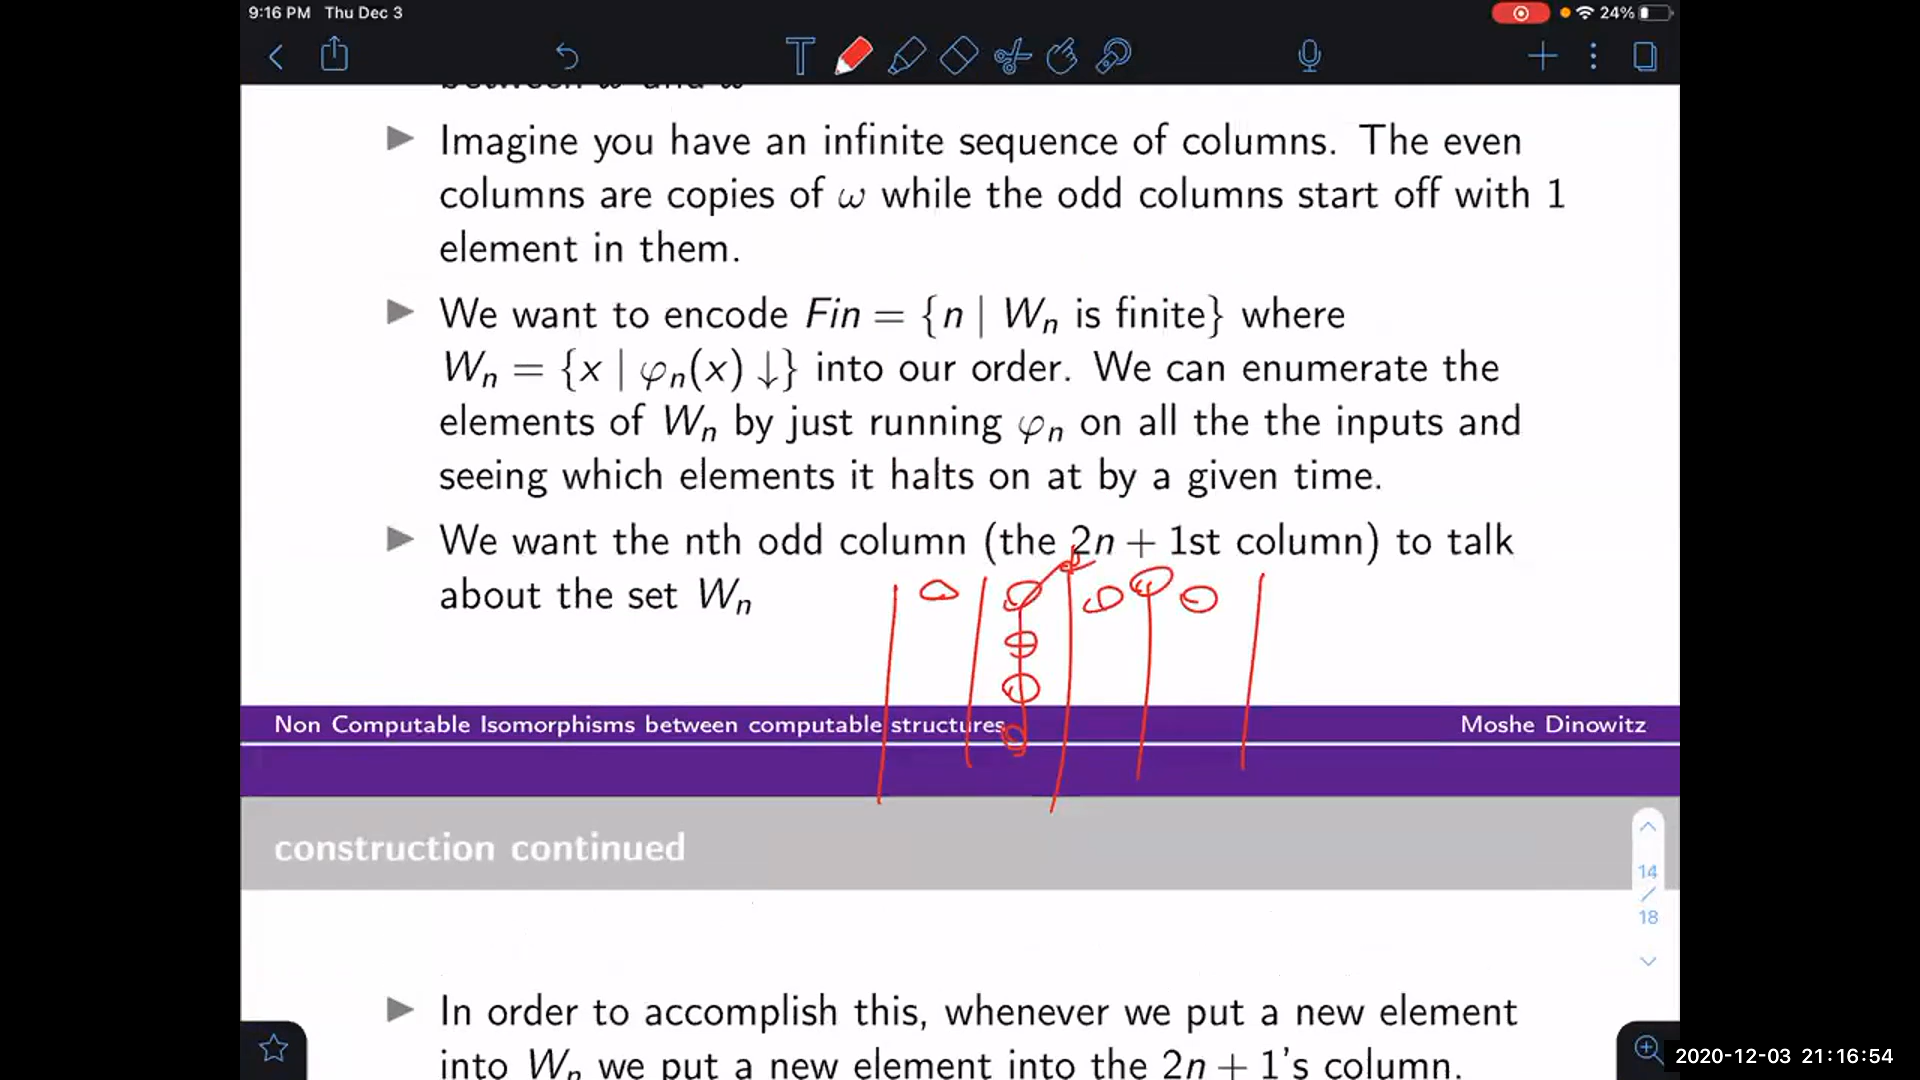 9:16 PM Thu Dec 3
24%
Imagine you have an infinite sequence of columns. The even
columns are copies of ω while the odd columns start off with 1
element in them.
We want to encode Fin = {n | Wₙ is finite} where
Wₙ = {x | φₙ(x) ↓} into our order. We can enumerate the
elements of Wₙ by just running φₙ on all the the inputs and
seeing which elements it halts on at by a given time.
We want the nth odd column (the 2n + 1st column) to talk
about the set Wₙ
Non Computable Isomorphisms between computable structures
Moshe Dinowitz
construction continued
14
/
18
In order to accomplish this, whenever we put a new element
into Wₙ we put a new element into the 2n + 1's column.
2020-12-03 21:16:54